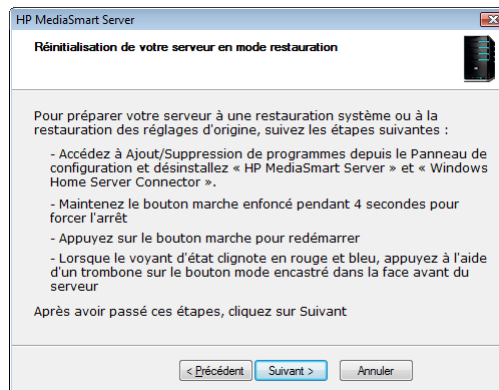 HP MediaSmart Server
Réinitialisation de votre serveur en mode restauration
Pour préparer votre serveur à une restauration système ou à la
restauration des réglages d'origine, suivez les étapes suivantes :
- Accédez à Ajout/Suppression de programmes depuis le Panneau de
configuration et désinstallez « HP MediaSmart Server » et « Windows
Home Server Connector ».
- Maintenez le bouton marche enfoncé pendant 4 secondes pour
forcer l'arrêt
- Appuyez sur le bouton marche pour redémarrer
- Lorsque le voyant d'état clignote en rouge et bleu, appuyez à l'aide
d'un trombone sur le bouton mode encastré dans la face avant du
serveur
Après avoir passé ces étapes, cliquez sur Suivant
< Précédent Suivant > Annuler